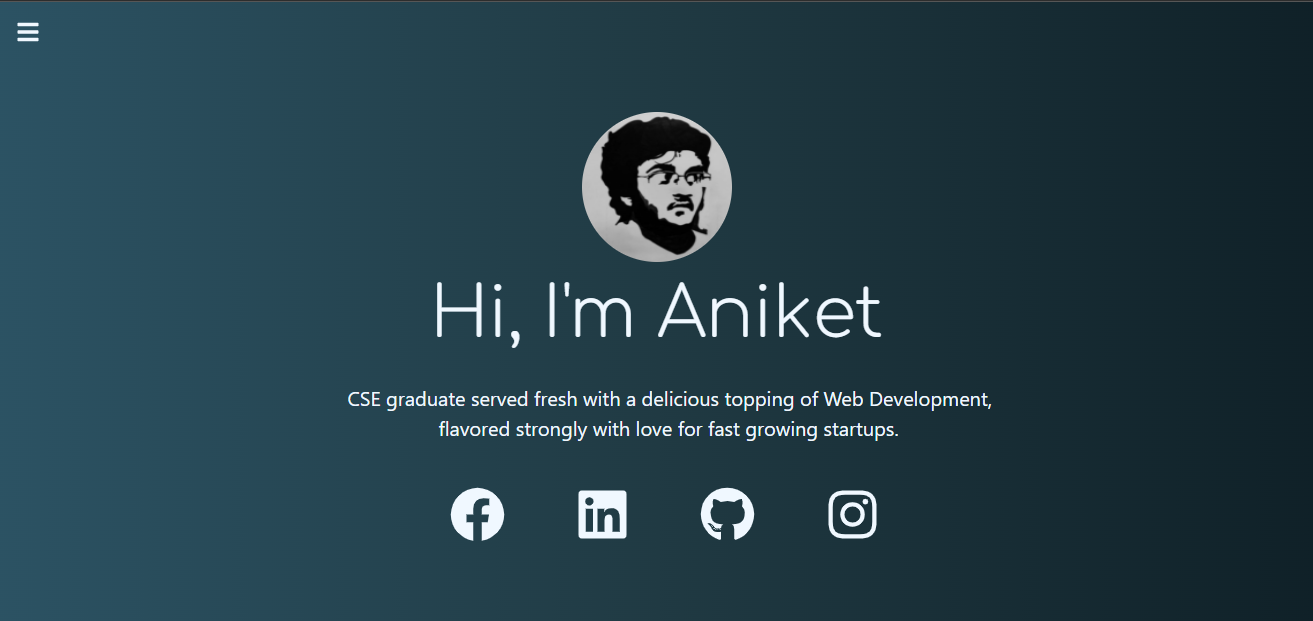 Hi, I'm Aniket
CSE graduate served fresh with a delicious topping of Web Development,
flavored strongly with love for fast growing startups.
in